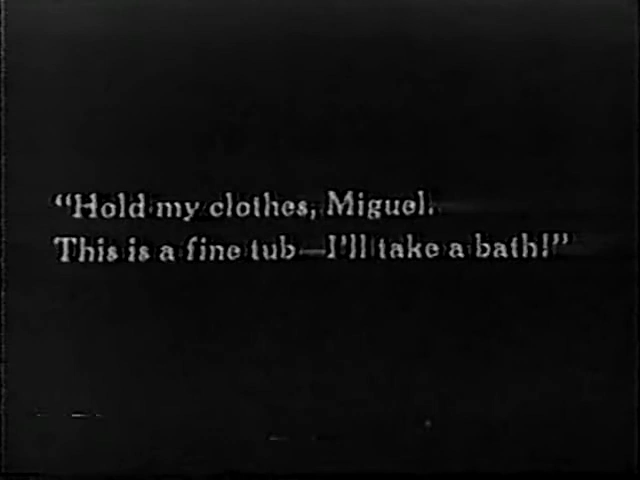 “Hold my clothes, Miguel.
This is a fine tub—I’ll take a bath!”